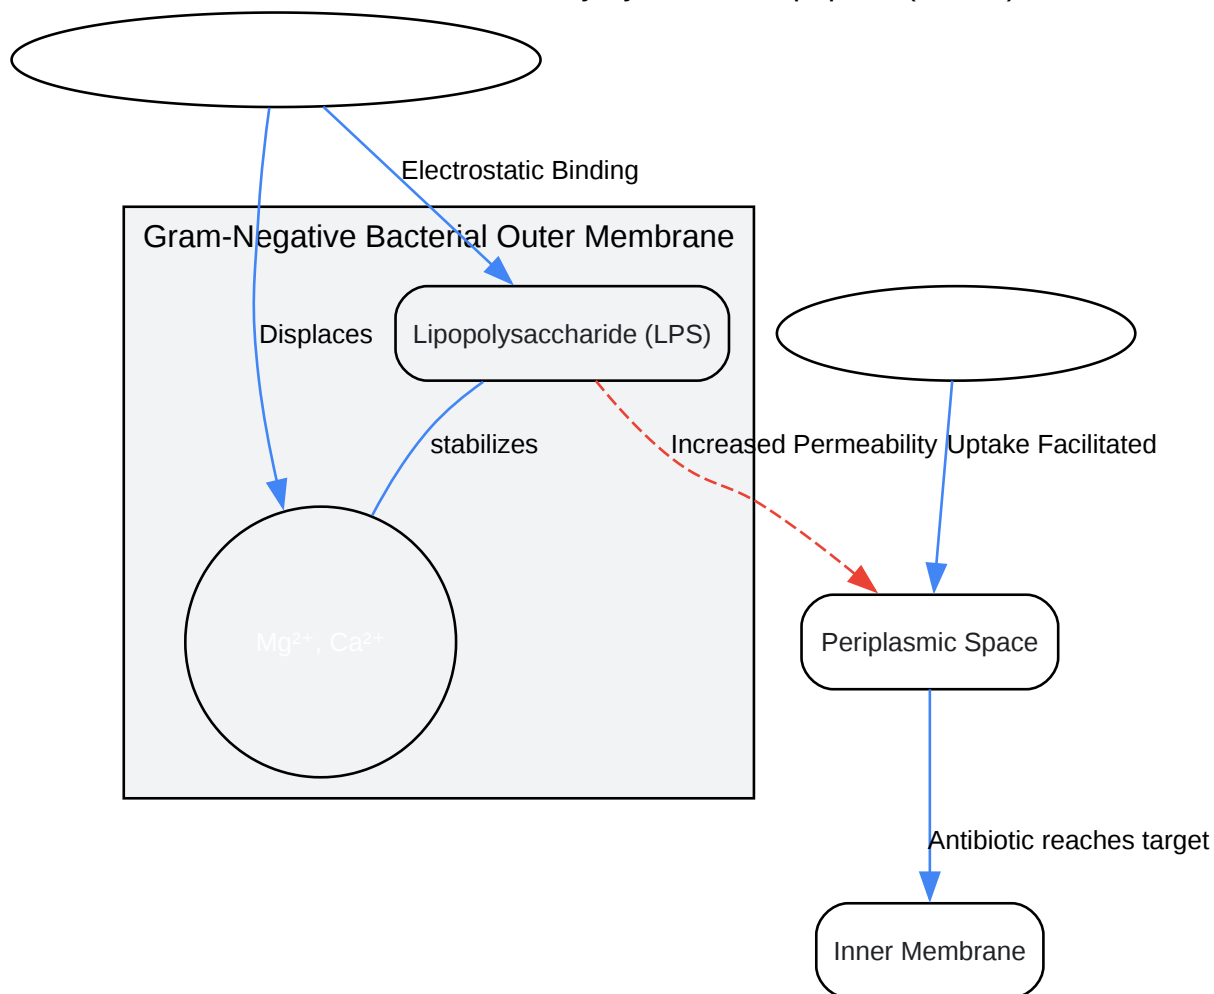 Electrostatic Binding
Gram-Negative Bacterial Outer Membrane
Displaces
Lipopolysaccharide (LPS)
stabilizes
Increased Permeability
Uptake Facilitated
Mg²⁺, Ca²⁺
Periplasmic Space
Antibiotic reaches target
Inner Membrane